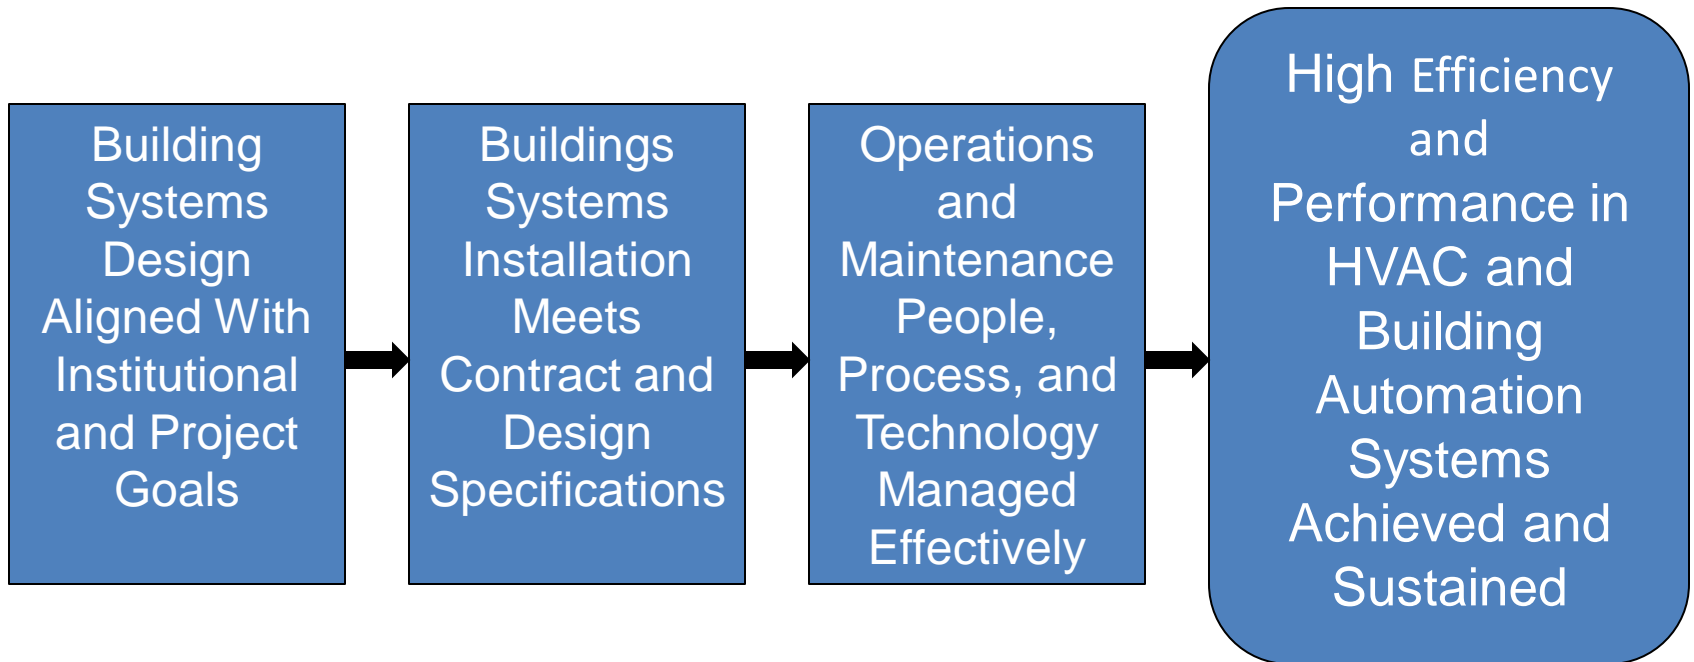 Building
Systems
Design
Aligned With
Institutional
and Project
Goals
Buildings
Systems
Installation
Meets
Contract and
Design
Specifications
Operations
and
Maintenance
People,
Process, and
Technology
Managed
Effectively
High Efficiency
and
Performance in
HVAC and
Building
Automation
Systems
Achieved and
Sustained